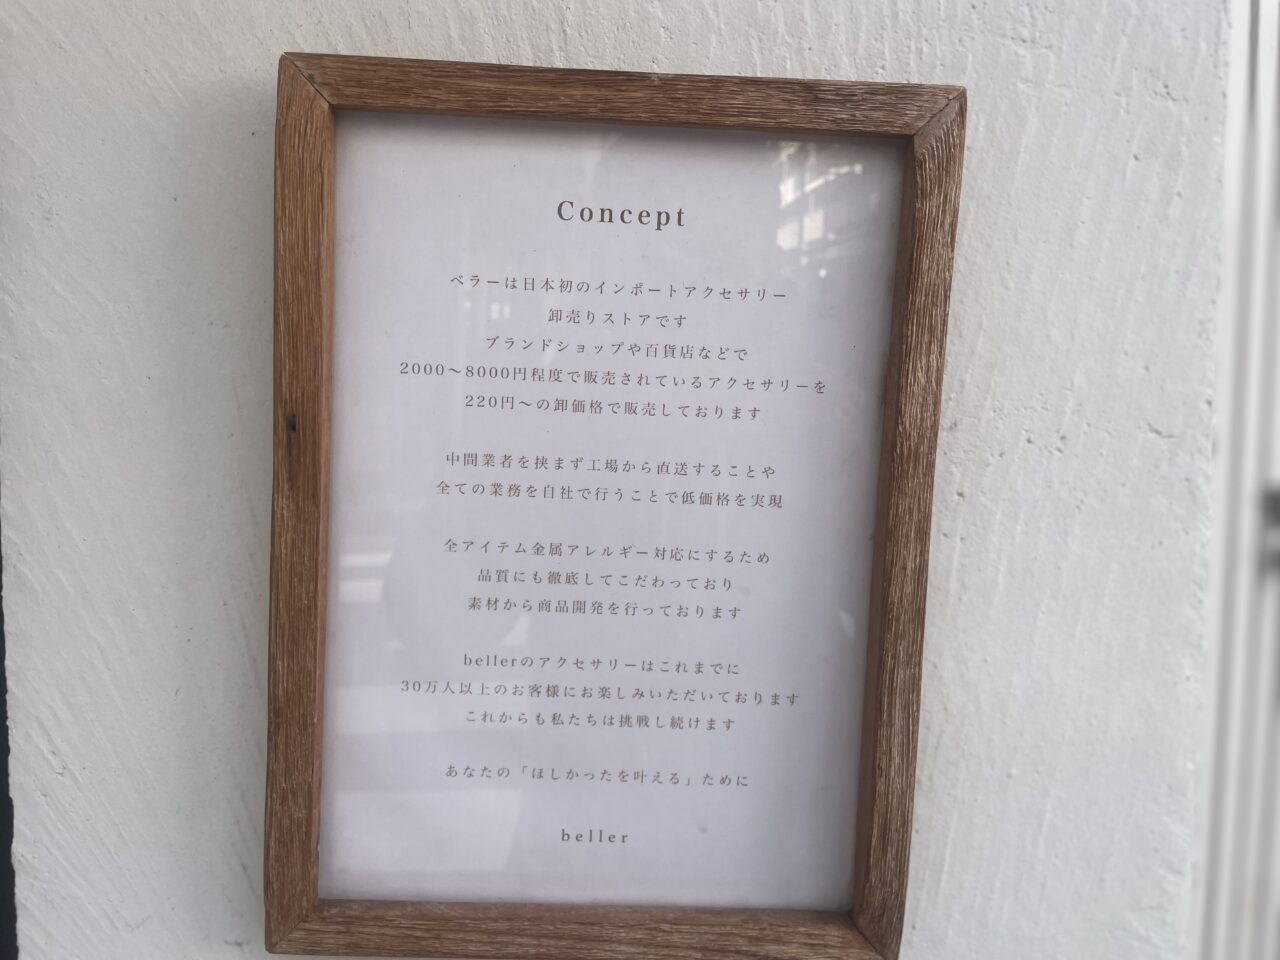 Concept
ベラーは日本初のインポートアクセサリー
卸売りストアです
ブランドショップや百貨店などで
2000〜8000円程度で販売されているアクセサリーを
220円〜の卸価格で販売しております
中間業者を挟まず工場から直送することや
全ての業務を自社で行うことで低価格を実現
全アイテム金属アレルギー対応にするため
品質にも徹底してこだわっており
素材から商品開発を行っております
bellerのアクセサリーはこれまでに
30万人以上のお客様にお楽しみいただいております
これからも私たちは挑戦し続けます
あなたの「ほしかったを叶える」ために
beller